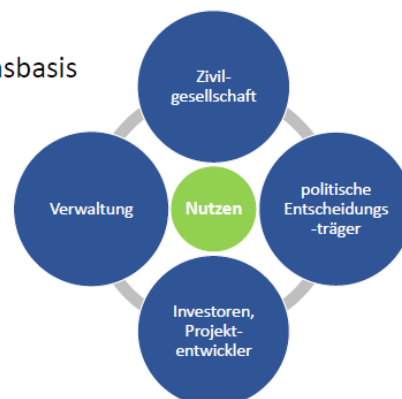 sbasis
Zivil-
gesellschaft
Verwaltung
Nutzen
politische
Entscheidungs
-träger
Investoren,
Projekt-
entwickler